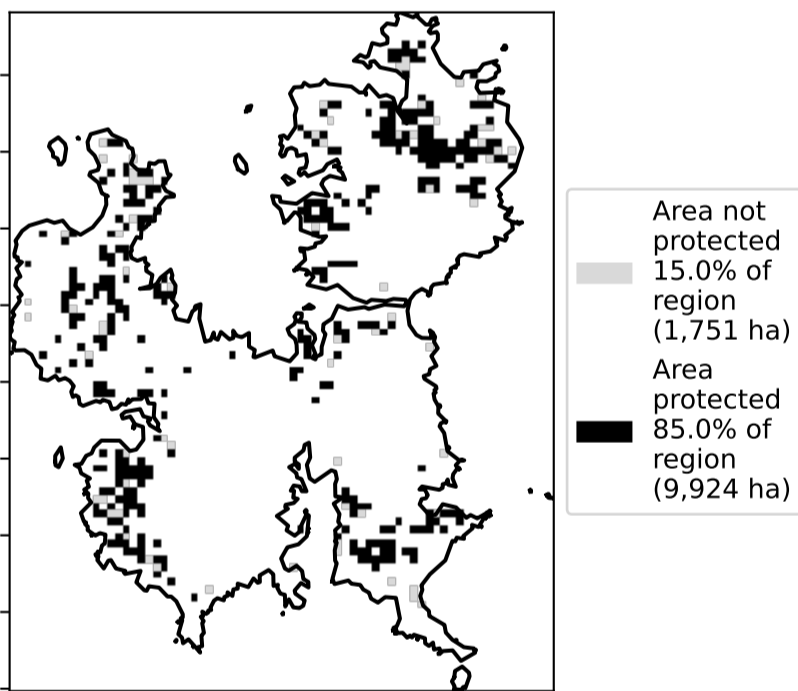 Area not
protected
15.0% of
region
(1,751 ha)
Area
protected
85.0% of
region
(9,924 ha)